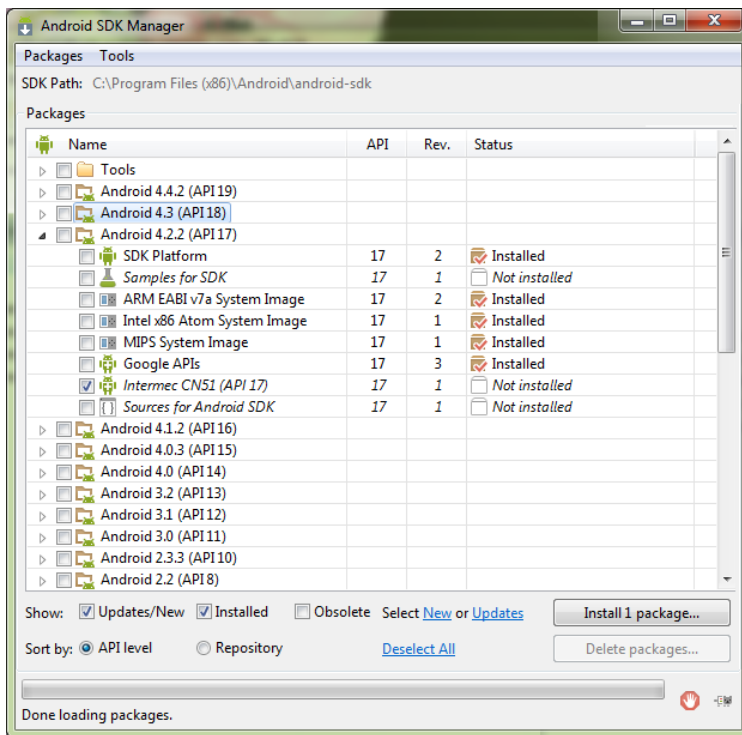 Android SDK Manager
Packages Tools
SDK Path: C:\Program Files (x86)\Android\android-sdk
Packages
Name API Rev. Status
Tools
Android 4.4.2 (API 19)
Android 4.3 (API 18)
Android 4.2.2 (API 17)
SDK Platform 17 2 Installed
Samples for SDK 17 1 Not installed
ARM EABI v7a System Image 17 2 Installed
Intel x86 Atom System Image 17 1 Installed
MIPS System Image 17 1 Installed
Google APIs 17 3 Installed
Intermec CN51 (API 17) 17 1 Not installed
Sources for Android SDK 17 1 Not installed
Android 4.1.2 (API 16)
Android 4.0.3 (API 15)
Android 4.0 (API 14)
Android 3.2 (API 13)
Android 3.1 (API 12)
Android 3.0 (API 11)
Android 2.3.3 (API 10)
Android 2.2 (API 8)
Show: Updates/New Installed Obsolete Select New or Updates Install 1 package...
Sort by: API level Repository Deselect All Delete packages...
Done loading packages.